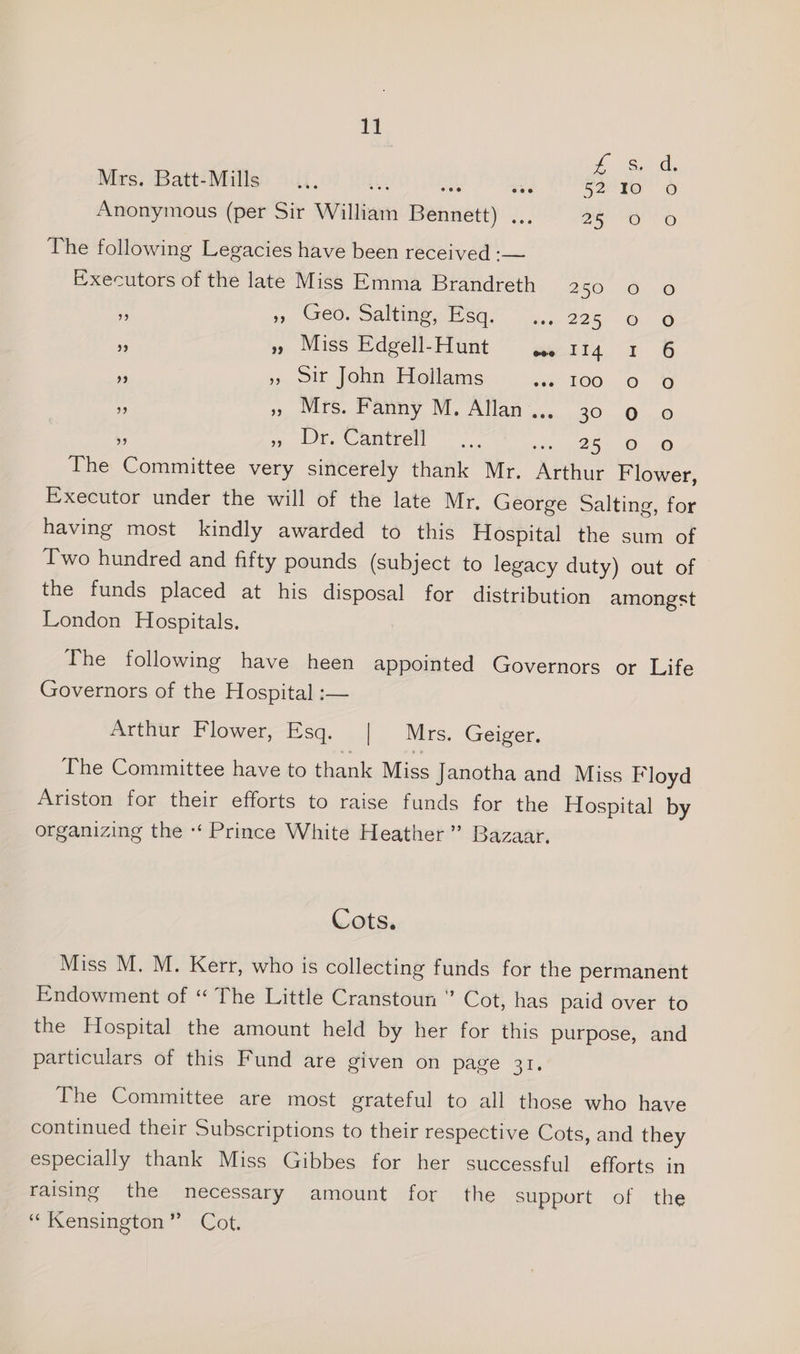 11
£ s. d.
Mrs. Batt-Mills ... ... ... ... 52 10 0
Anonymous (per Sir William Bennett) ... 25 0 0
The following Legacies have been received :—
Executors of the late Miss Emma Brandreth 250 0 0
,, ,, Geo. Salting, Esq. ... 225 0 0
,, ,, Miss Edgell-Hunt ... 114 1 6
,, ,, Sir John Hollams ... 100 0 0
,, ,, Mrs. Fanny M. Allan ... 30 0 0
,, ,, Dr. Cantrell ... ... 25 0 0
The Committee very sincerely thank Mr. Arthur Flower,
Executor under the will of the late Mr. George Salting, for
having most kindly awarded to this Hospital the sum of
Two hundred and fifty pounds (subject to legacy duty) out of
the funds placed at his disposal for distribution amongst
London Hospitals.
The following have heen appointed Governors or Life
Governors of the Hospital :—
Arthur Flower, Esq. | Mrs. Geiger.
The Committee have to thank Miss Janotha and Miss Floyd
Ariston for their efforts to raise funds for the Hospital by
organizing the “ Prince White Heather ” Bazaar.
Cots.
Miss M. M. Kerr, who is collecting funds for the permanent
Endowment of “ The Little Cranstoun ” Cot, has paid over to
the Hospital the amount held by her for this purpose, and
particulars of this Fund are given on page 31.
The Committee are most grateful to all those who have
continued their Subscriptions to their respective Cots, and they
especially thank Miss Gibbes for her successful efforts in
raising the necessary amount for the support of the
“ Kensington ” Cot.